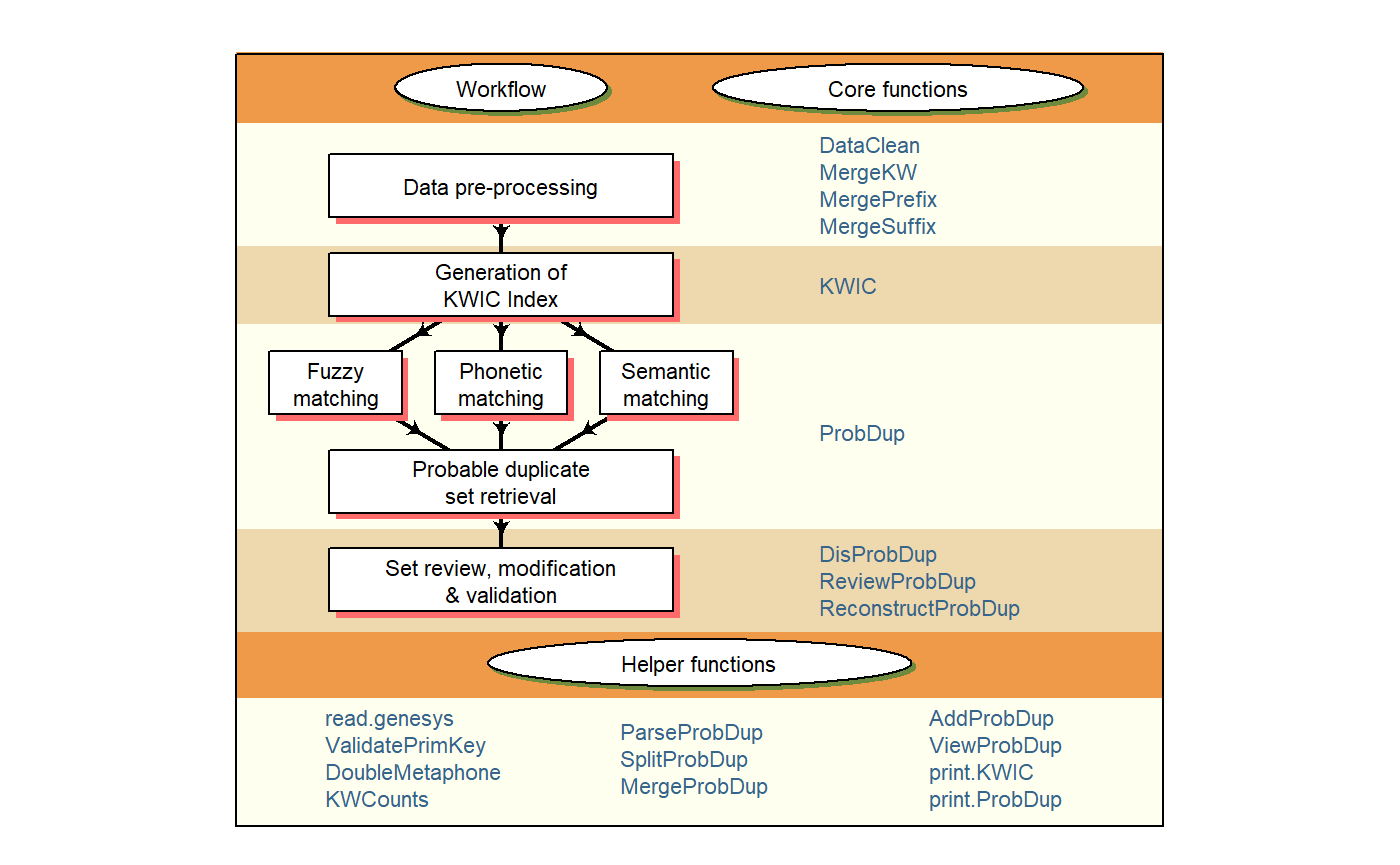 Workflow
Core functions
Data pre-processing
DataClean
MergeKW
MergePrefix
MergeSuffix
Generation of
KWIC Index
KWIC
Fuzzy
matching
Phonetic
matching
Semantic
matching
Probable duplicate
set retrieval
ProbDup
Set review, modification
& validation
DisProbDup
ReviewProbDup
ReconstructProbDup
Helper functions
read.genesys
ValidatePrimKey
DoubleMetaphone
KWCounts
ParseProbDup
SplitProbDup
MergeProbDup
AddProbDup
ViewProbDup
print.KWIC
print.ProbDup